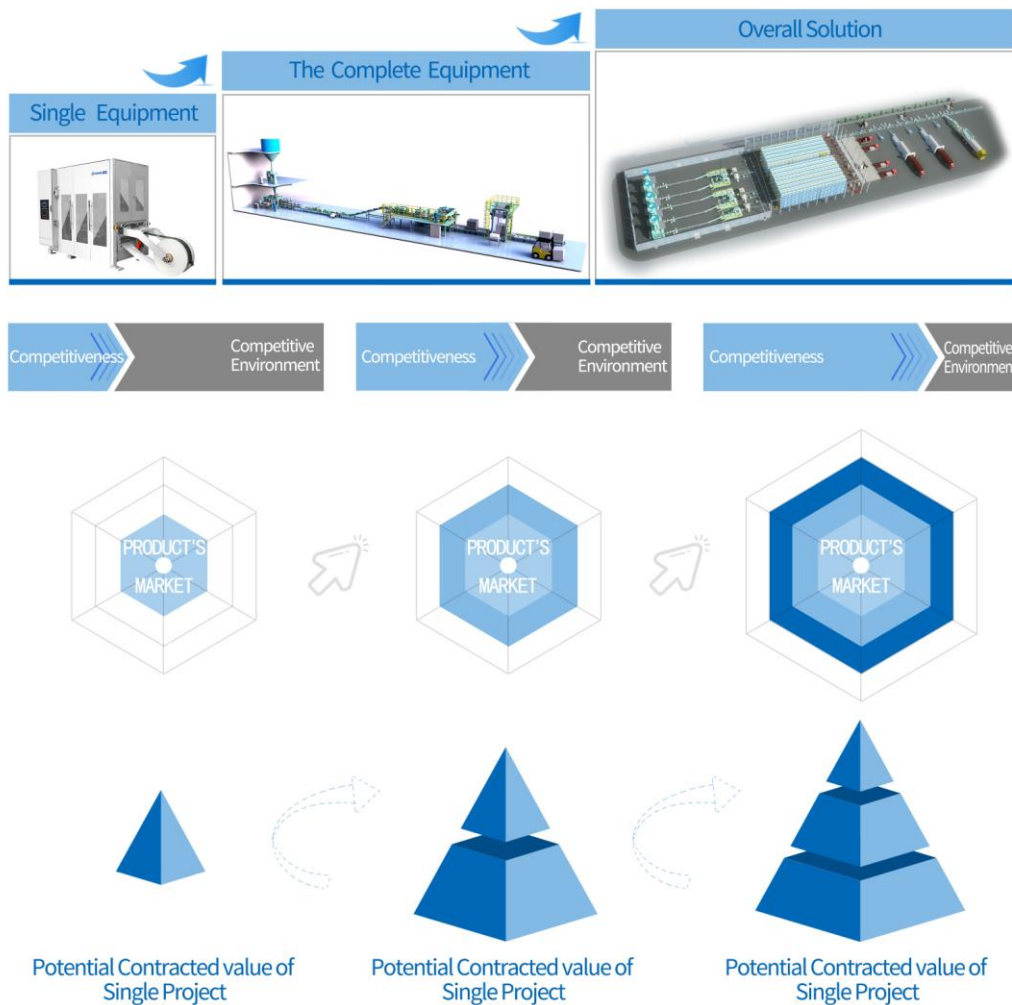 Overall Solution
The Complete Equipment
Single Equipment
Competitiveness
Competitive
Environment
Competitiveness
Competitive
Environment
Competitiveness
Competitive
Environment
PRODUCT'S
MARKET
PRODUCT'S
MARKET
PRODUCT'S
MARKET
Potential Contracted value of
Single Project
Potential Contracted value of
Single Project
Potential Contracted value of
Single Project